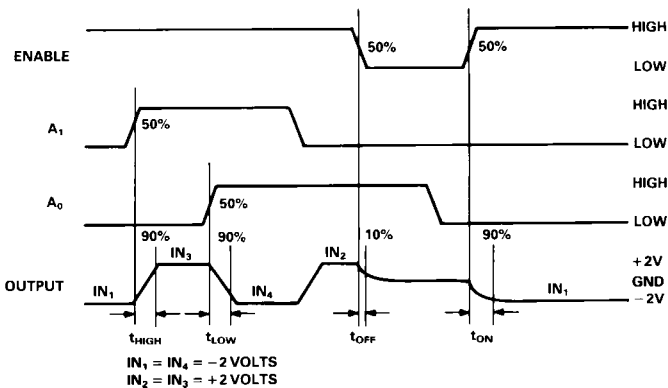 HIGH
50%
50%
ENABLE
LOW
HIGH
50%
A1
LOW
HIGH
A0
50%
LOW
90%
90%
10%
90%
IN3
IN2
+2V
OUTPUT
GND
IN1
IN4
IN1
−2V
tHIGH
tLOW
tOFF
tON
IN1 = IN4 = −2 VOLTS
IN2 = IN3 = +2 VOLTS